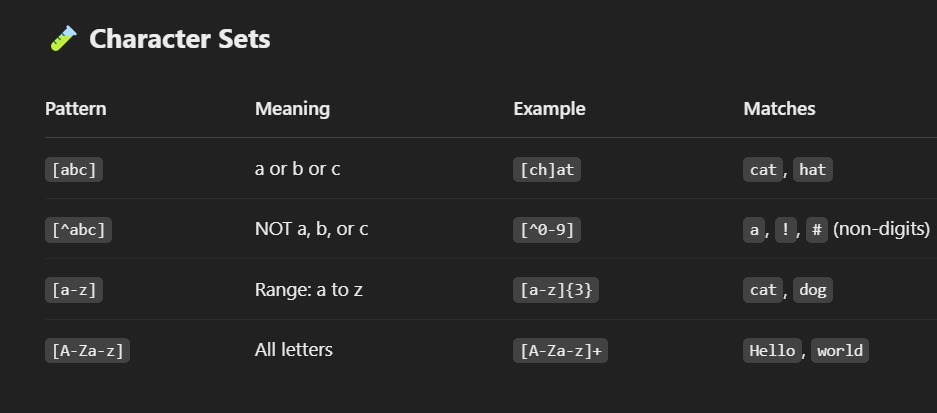 🧪 Character Sets
Pattern Meaning Example Matches
[abc] a or b or c [ch]at cat, hat
[^abc] NOT a, b, or c [^0-9] a, !, # (non-digits)
[a-z] Range: a to z [a-z]{3} cat, dog
[A-Za-z] All letters [A-Za-z]+ Hello, world